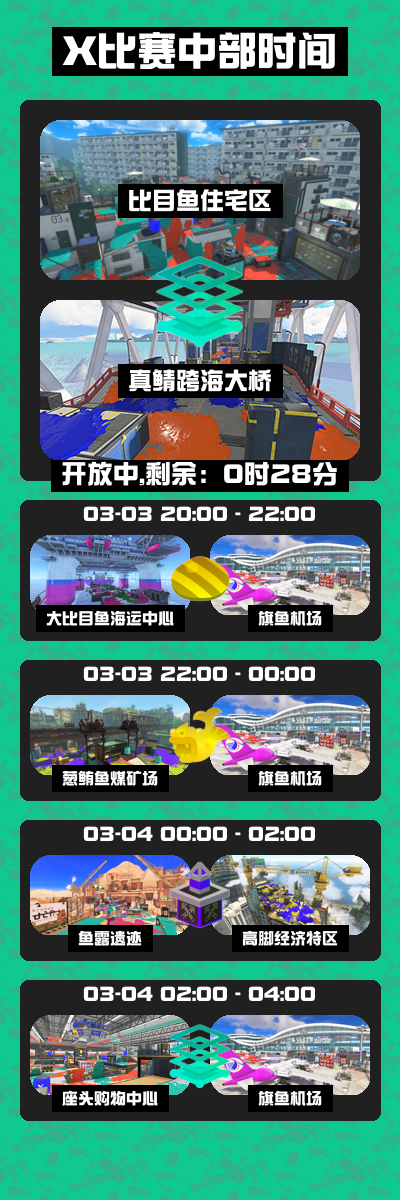 X比赛中部时间
比目鱼住宅区
真鲭跨海大桥
开放中,剩余：0时28分
03-03 20:00 - 22:00
大比目鱼海运中心
旗鱼机场
03-03 22:00 - 00:00
葱鲔鱼煤矿场
旗鱼机场
03-04 00:00 - 02:00
鱼露遗迹
高脚经济特区
03-04 02:00 - 04:00
座头购物中心
旗鱼机场